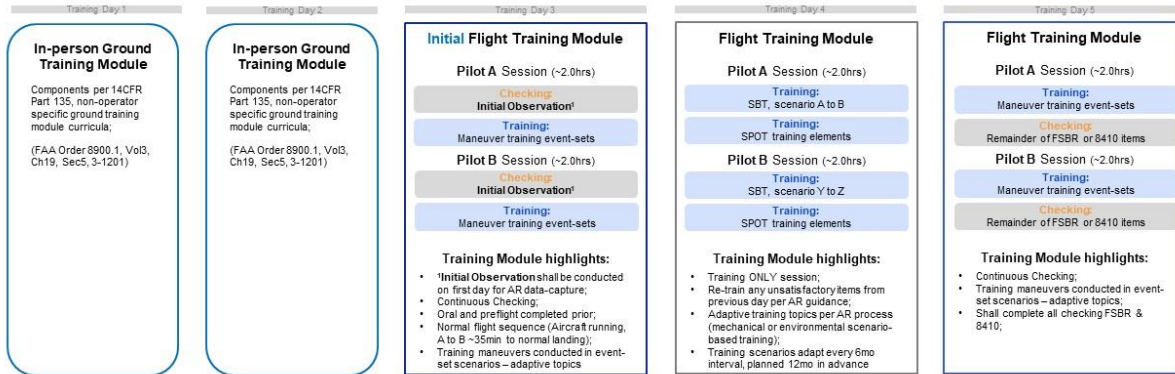 Training Day 1
In-person Ground
Training Module
Components per 14CFR
Part 135, non-operator
specific ground training
module curricula;
(FAA Order 8900.1, Vol3,
Ch19, Sec5, 3-1201)
Training Day 2
In-person Ground
Training Module
Components per 14CFR
Part 135, non-operator
specific ground training
module curricula;
(FAA Order 8900.1, Vol3,
Ch19, Sec5, 3-1201)
Training Day 3
Initial Flight Training Module
Pilot A Session (~2.0hrs)
Checking:
Initial Observation¹
Training:
Maneuver training event-sets
Pilot B Session (~2.0hrs)
Checking:
Initial Observation¹
Training:
Maneuver training event-sets
Training Module highlights:
• ¹Initial Observation shall be conducted
on first day for AR data-capture;
• Continuous Checking;
• Oral and preflight completed prior;
• Normal flight sequence (Aircraft running,
A to B ~35min to normal landing);
• Training maneuvers conducted in event-
set scenarios – adaptive topics
Training Day 4
Flight Training Module
Pilot A Session (~2.0hrs)
Training:
SBT, scenario A to B
Training:
SPOT training elements
Pilot B Session (~2.0hrs)
Training:
SBT, scenario Y to Z
Training:
SPOT training elements
Training Module highlights:
• Training ONLY session;
• Re-train any unsatisfactory items from
previous day per AR guidance;
• Adaptive training topics per AR process
(mechanical or environmental scenario-
based training);
• Training scenarios adapt every 6mo
interval, planned 12mo in advance
Training Day 5
Flight Training Module
Pilot A Session (~2.0hrs)
Training:
Maneuver training event-sets
Checking:
Remainder of FSBR or 8410 items
Pilot B Session (~2.0hrs)
Training:
Maneuver training event-sets
Checking:
Remainder of FSBR or 8410 items
Training Module highlights:
• Continuous Checking;
• Training maneuvers conducted in event-
set scenarios – adaptive topics;
• Shall complete all checking FSBR &
8410;